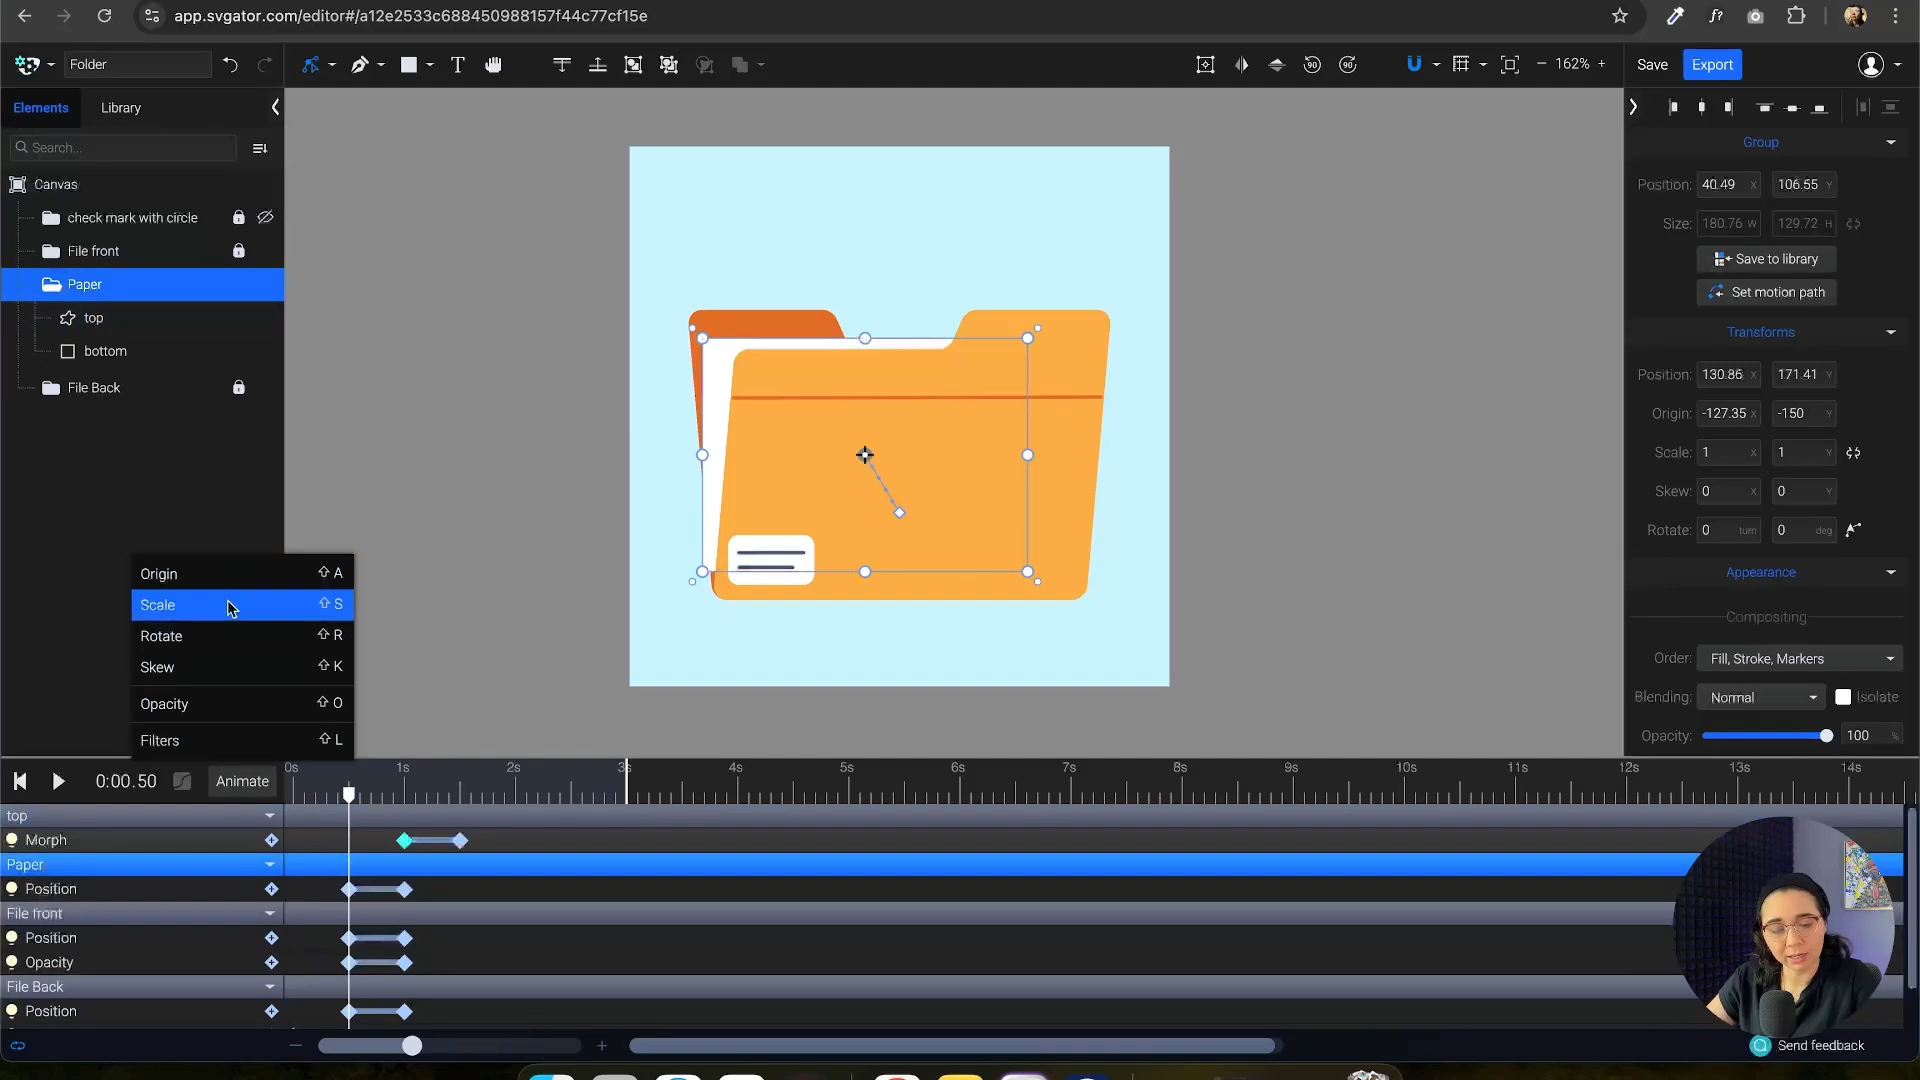 app.svgator.com/editor#/a12e2533c688450988157f44c77cf15e
Folder
T
90
90
162%
Save
Export
Elements
Library
Search...
Canvas
check mark with circle
File front
Paper
top
bottom
File Back
Group
Position: 40.49 X 106.55 Y
Size: 180.76 W 129.72 H
Save to library
Set motion path
Transforms
Position: 130.86 X 171.41 Y
Origin: -127.35 X -150 Y
Scale: 1 X 1 Y
Skew: 0 X 0 Y
Rotate: 0 turn 0 deg
Appearance
Compositing
Order: Fill, Stroke, Markers
Blending: Normal Isolate
Opacity: 100 %
Origin ⇧ A
Scale ⇧ S
Rotate ⇧ R
Skew ⇧ K
Opacity ⇧ O
Filters ⇧ L
0:00.50
Animate
0s 1s 2s 3s 4s 5s 6s 7s 8s 9s 10s 11s 12s 13s 14s
top
Morph
Paper
Position
File front
Position
Opacity
File Back
Position
Send feedback